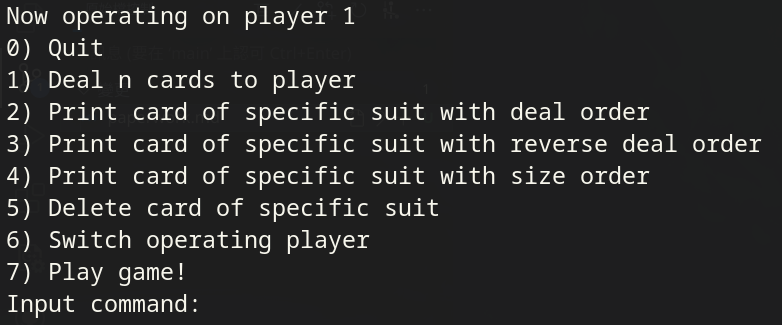 Now operating on player 1
0) Quit
1) Deal n cards to player
2) Print card of specific suit with deal order
3) Print card of specific suit with reverse deal order
4) Print card of specific suit with size order
5) Delete card of specific suit
6) Switch operating player
7) Play game!
Input command: